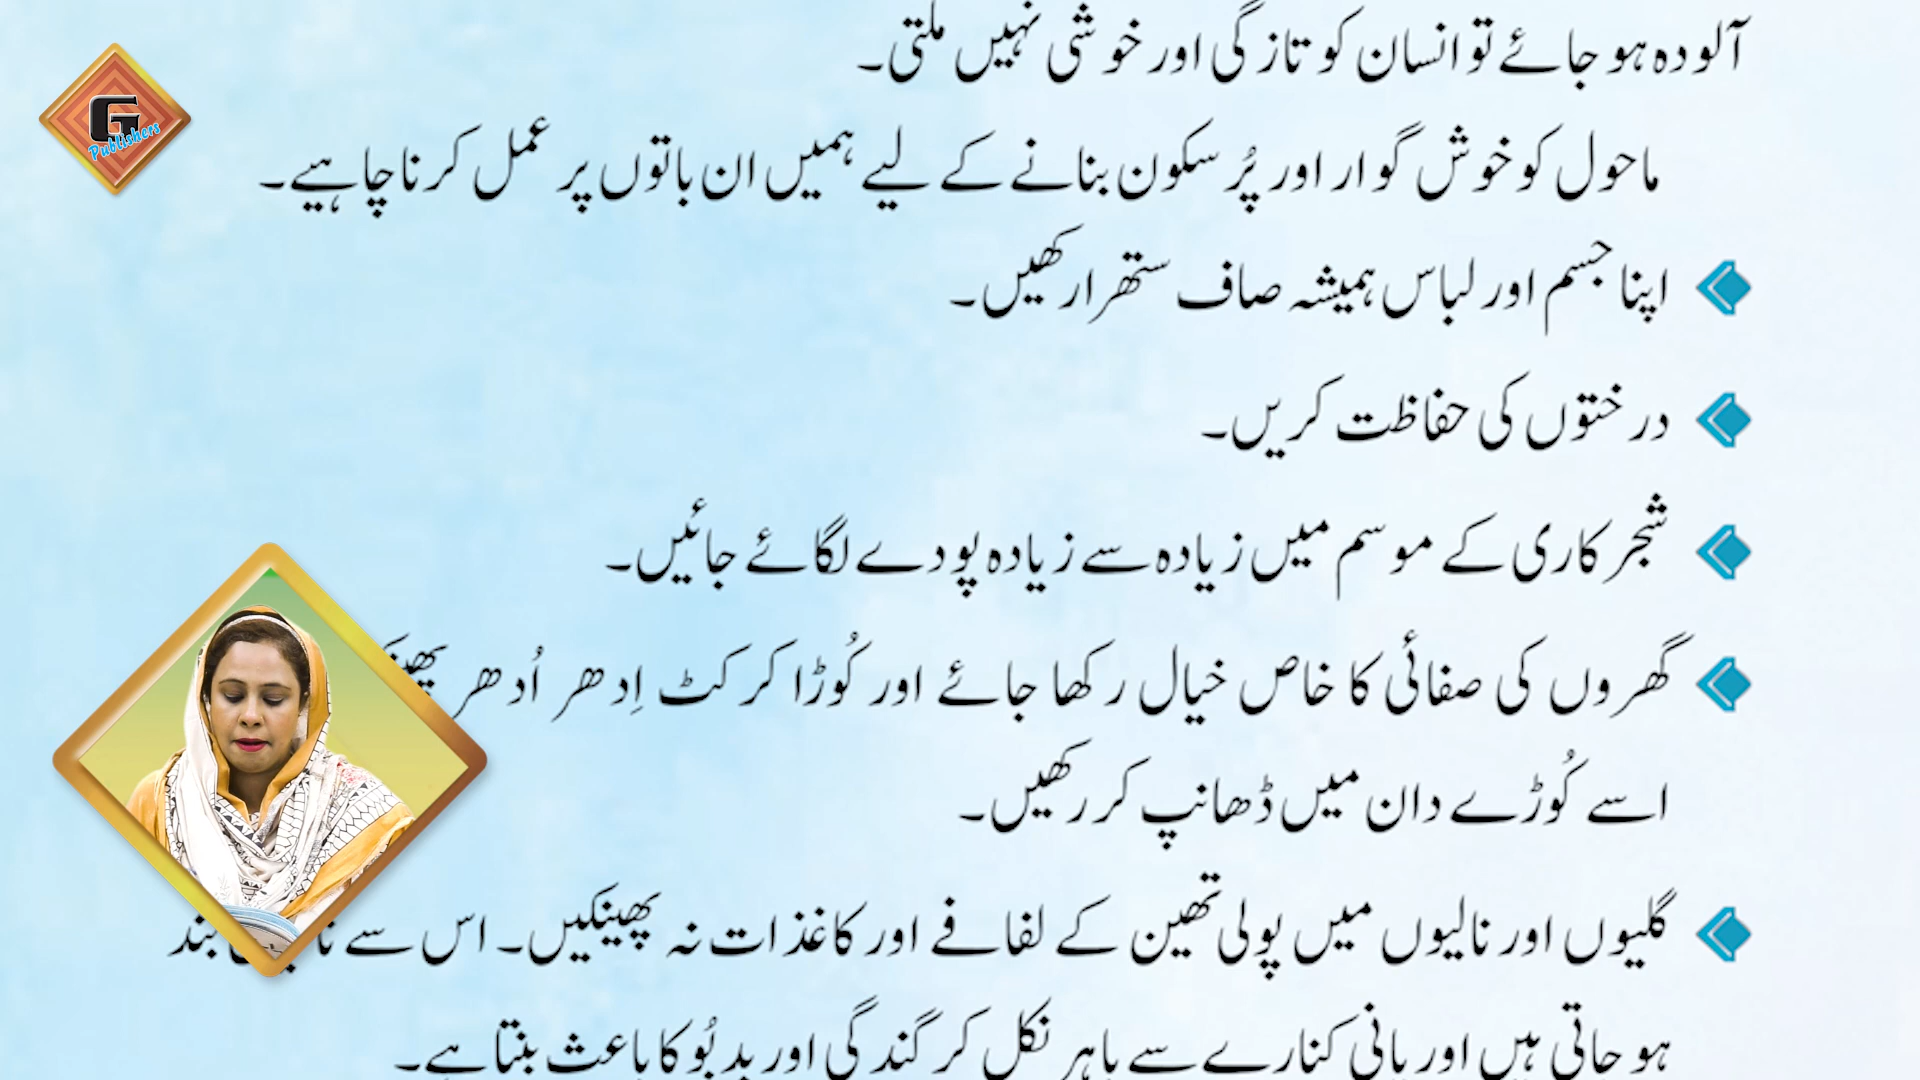 آلودہ ہو جائے تو انسان کو تازگی اور خوشی نہیں ملتی۔
G
Publishers
ماحول کو خوش گوار اور پُر سکون بنانے کے لیے ہمیں ان باتوں پر عمل کرنا چاہیے۔
اپنا جسم اور لباس ہمیشہ صاف ستھرا رکھیں۔
درختوں کی حفاظت کریں۔
شجر کاری کے موسم میں زیادہ سے زیادہ پودے لگائے جائیں۔
گھروں کی صفائی کا خاص خیال رکھا جائے اور کُوڑا کرکٹ اِدھر اُدھر
اسے کُوڑے دان میں ڈھانپ کر رکھیں۔
گلیوں اور نالیوں میں پولی تھین کے لفافے اور کاغذات نہ پھینکیں۔ اس سے بند
ہو جاتی ہیں اور پانی کنارے سے باہر نکل کر گندگی اور بدبُو کا باعث بنتا ہے۔